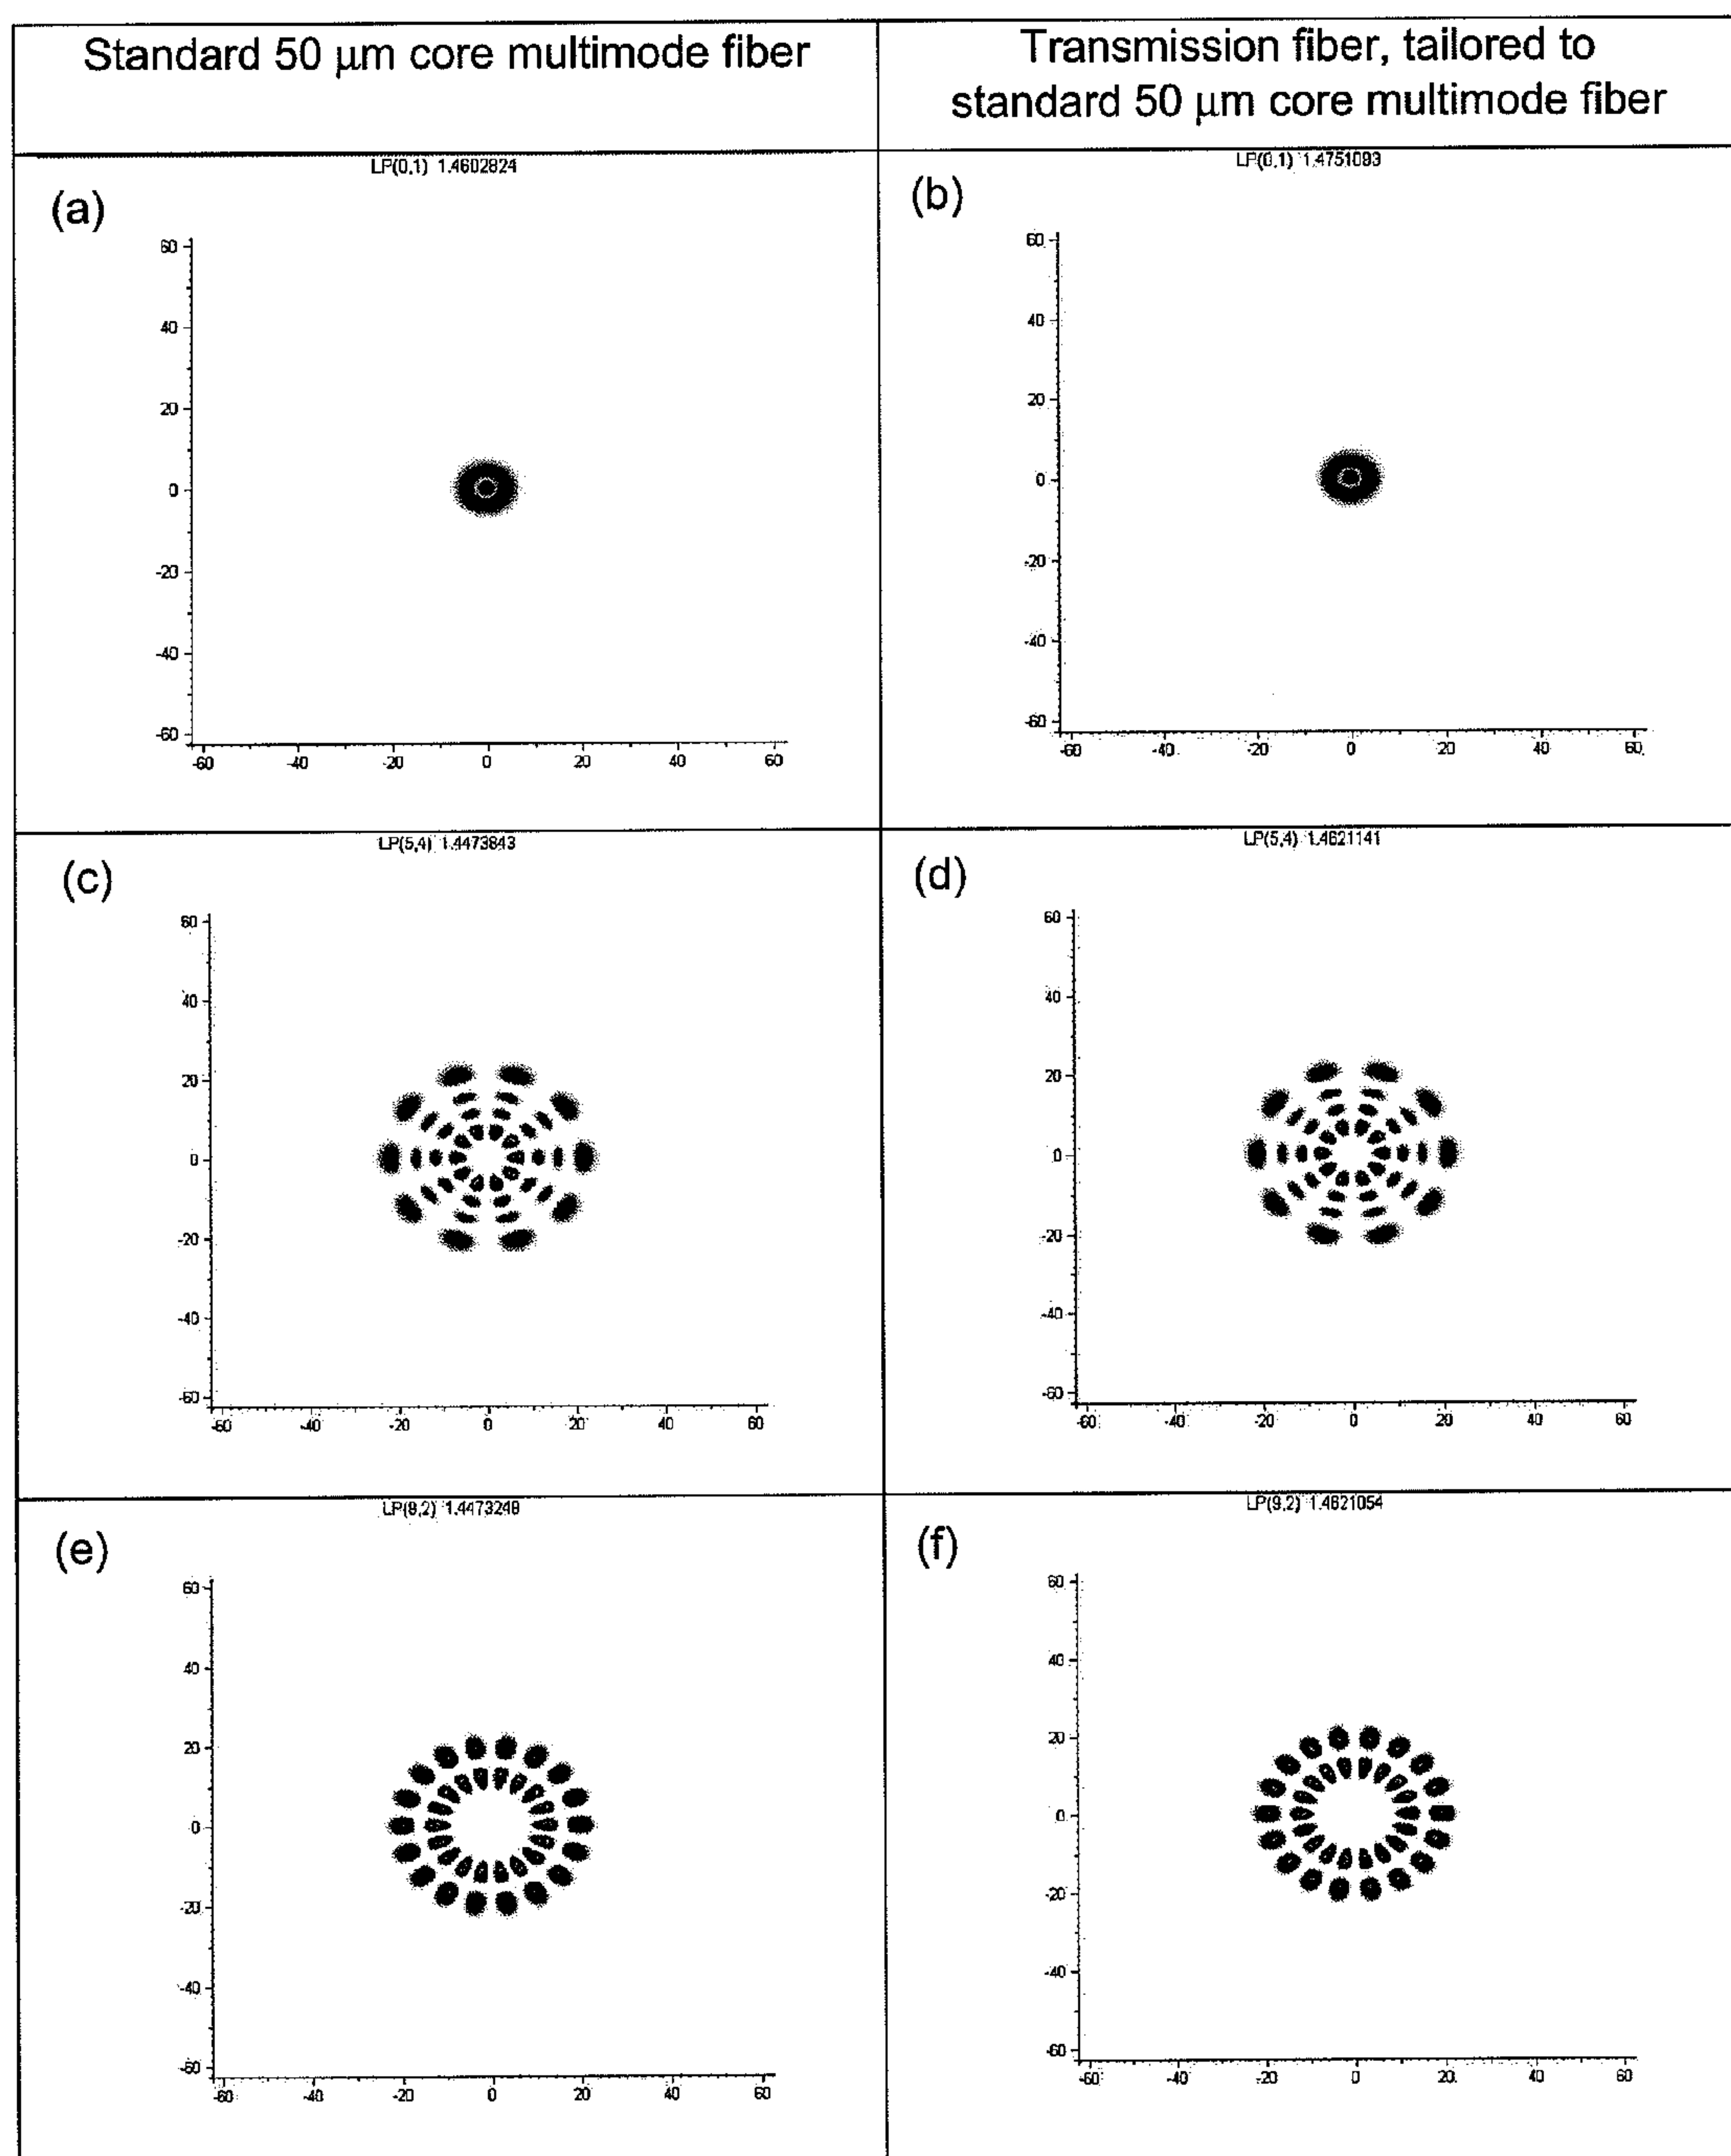 Standard 50 μm core multimode fiber
Transmission fiber, tailored to
standard 50 μm core multimode fiber
LP(0,1) 1.4602824
(a)
60
40
20
0
-20
-40
-60
-60 -40 -20 0 20 40 60
LP(0,1) 1.4751093
(b)
60
40
20
0
-20
-40
-60
-60 -40 -20 0 20 40 60
LP(5,4) 1.4473843
(c)
60
40
20
0
-20
-40
-60
-60 -40 -20 0 20 40 60
LP(5,4) 1.4621141
(d)
60
40
20
0
-20
-40
-60
-60 -40 -20 0 20 40 60
1.4473248
(e)
60
40
20
0
-20
-40
-60
-60 -40 -20 0 20 40 60
LP(9,2) 1.4621054
(f)
60
40
20
0
-20
-40
-60
-60 -40 -20 0 20 40 60